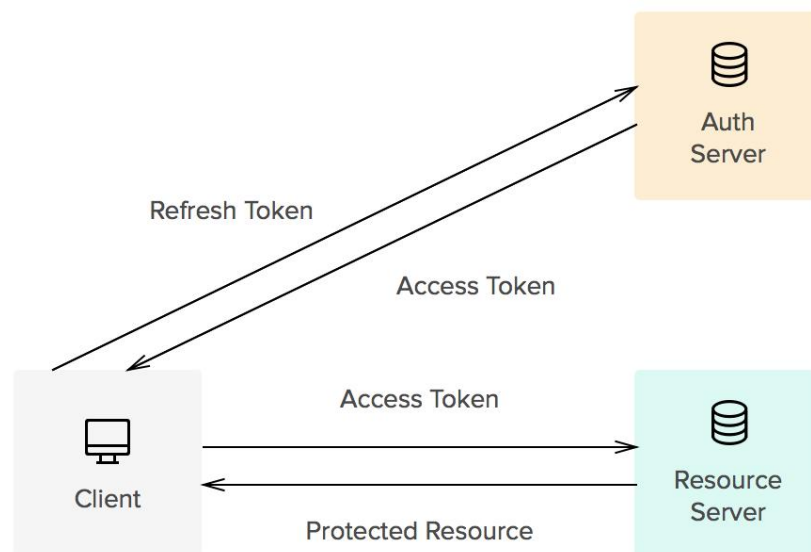 Auth
Server
Refresh Token
Access Token
Access Token
Client
Resource
Server
Protected Resource